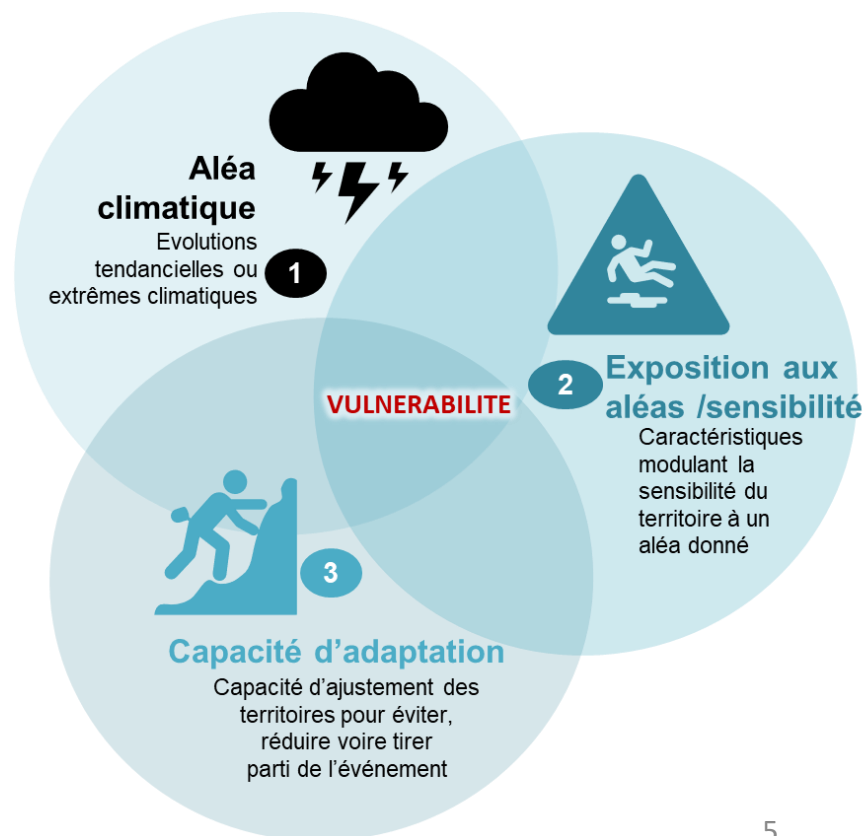 Aléa
climatique
Evolutions
tendancielles ou
extrêmes climatiques
1
VULNERABILITE
2
Exposition aux
aléas /sensibilité
Caractéristiques
modulant la
sensibilité du
territoire à un
aléa donné
3
Capacité d’adaptation
Capacité d’ajustement des
territoires pour éviter,
réduire voire tirer
parti de l’événement
5